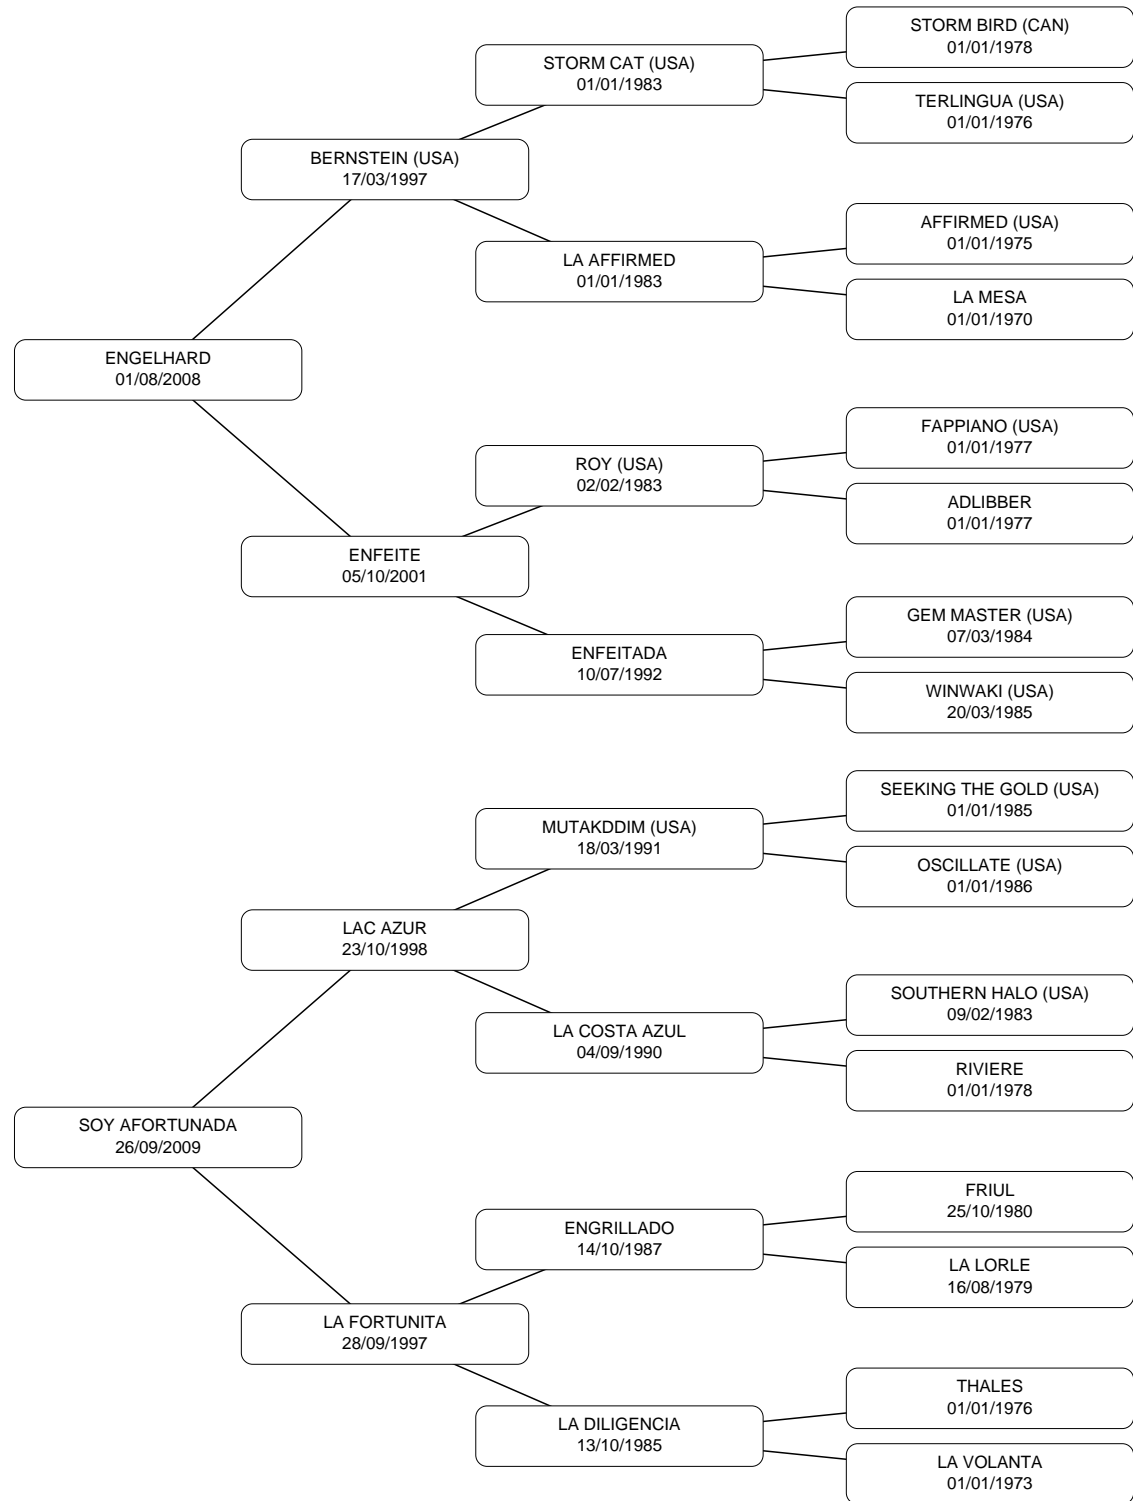 STORM BIRD (CAN)
01/01/1978
STORM CAT (USA)
01/01/1983
TERLINGUA (USA)
01/01/1976
BERNSTEIN (USA)
17/03/1997
AFFIRMED (USA)
01/01/1975
LA AFFIRMED
01/01/1983
LA MESA
01/01/1970
ENGELHARD
01/08/2008
FAPPIANO (USA)
01/01/1977
ROY (USA)
02/02/1983
ADLIBBER
01/01/1977
ENFEITE
05/10/2001
GEM MASTER (USA)
07/03/1984
ENFEITADA
10/07/1992
WINWAKI (USA)
20/03/1985
SEEKING THE GOLD (USA)
01/01/1985
MUTAKDDIM (USA)
18/03/1991
OSCILLATE (USA)
01/01/1986
LAC AZUR
23/10/1998
SOUTHERN HALO (USA)
09/02/1983
LA COSTA AZUL
04/09/1990
RIVIERE
01/01/1978
SOY AFORTUNADA
26/09/2009
FRIUL
25/10/1980
ENGRILLADO
14/10/1987
LA LORLE
16/08/1979
LA FORTUNITA
28/09/1997
THALES
01/01/1976
LA DILIGENCIA
13/10/1985
LA VOLANTA
01/01/1973